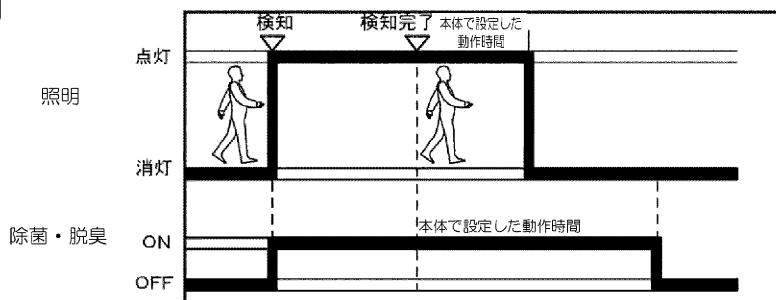 検知
検知完了
本体で設定した
動作時間
点灯
照明
消灯
本体で設定した動作時間
除菌・脱臭
ON
OFF